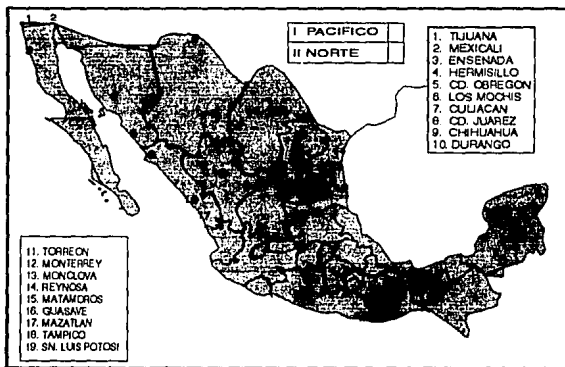 1 2
I PACIFICO
II NORTE
1. TIJUANA
2. MEXICALI
3. ENSENADA
4. HERMISILLO
5. CD. OBREGON
6. LOS MOCHIS
7. CULIACAN
8. CD. JUAREZ
9. CHIHUAHUA
10. DURANGO
11. TORREON
12. MONTERREY
13. MONCLOVA
14. REYNOSA
15. MATAMOROS
16. GUASAVE
17. MAZATLAN
18. TAMPICO
19. SN. LUIS POTOSI